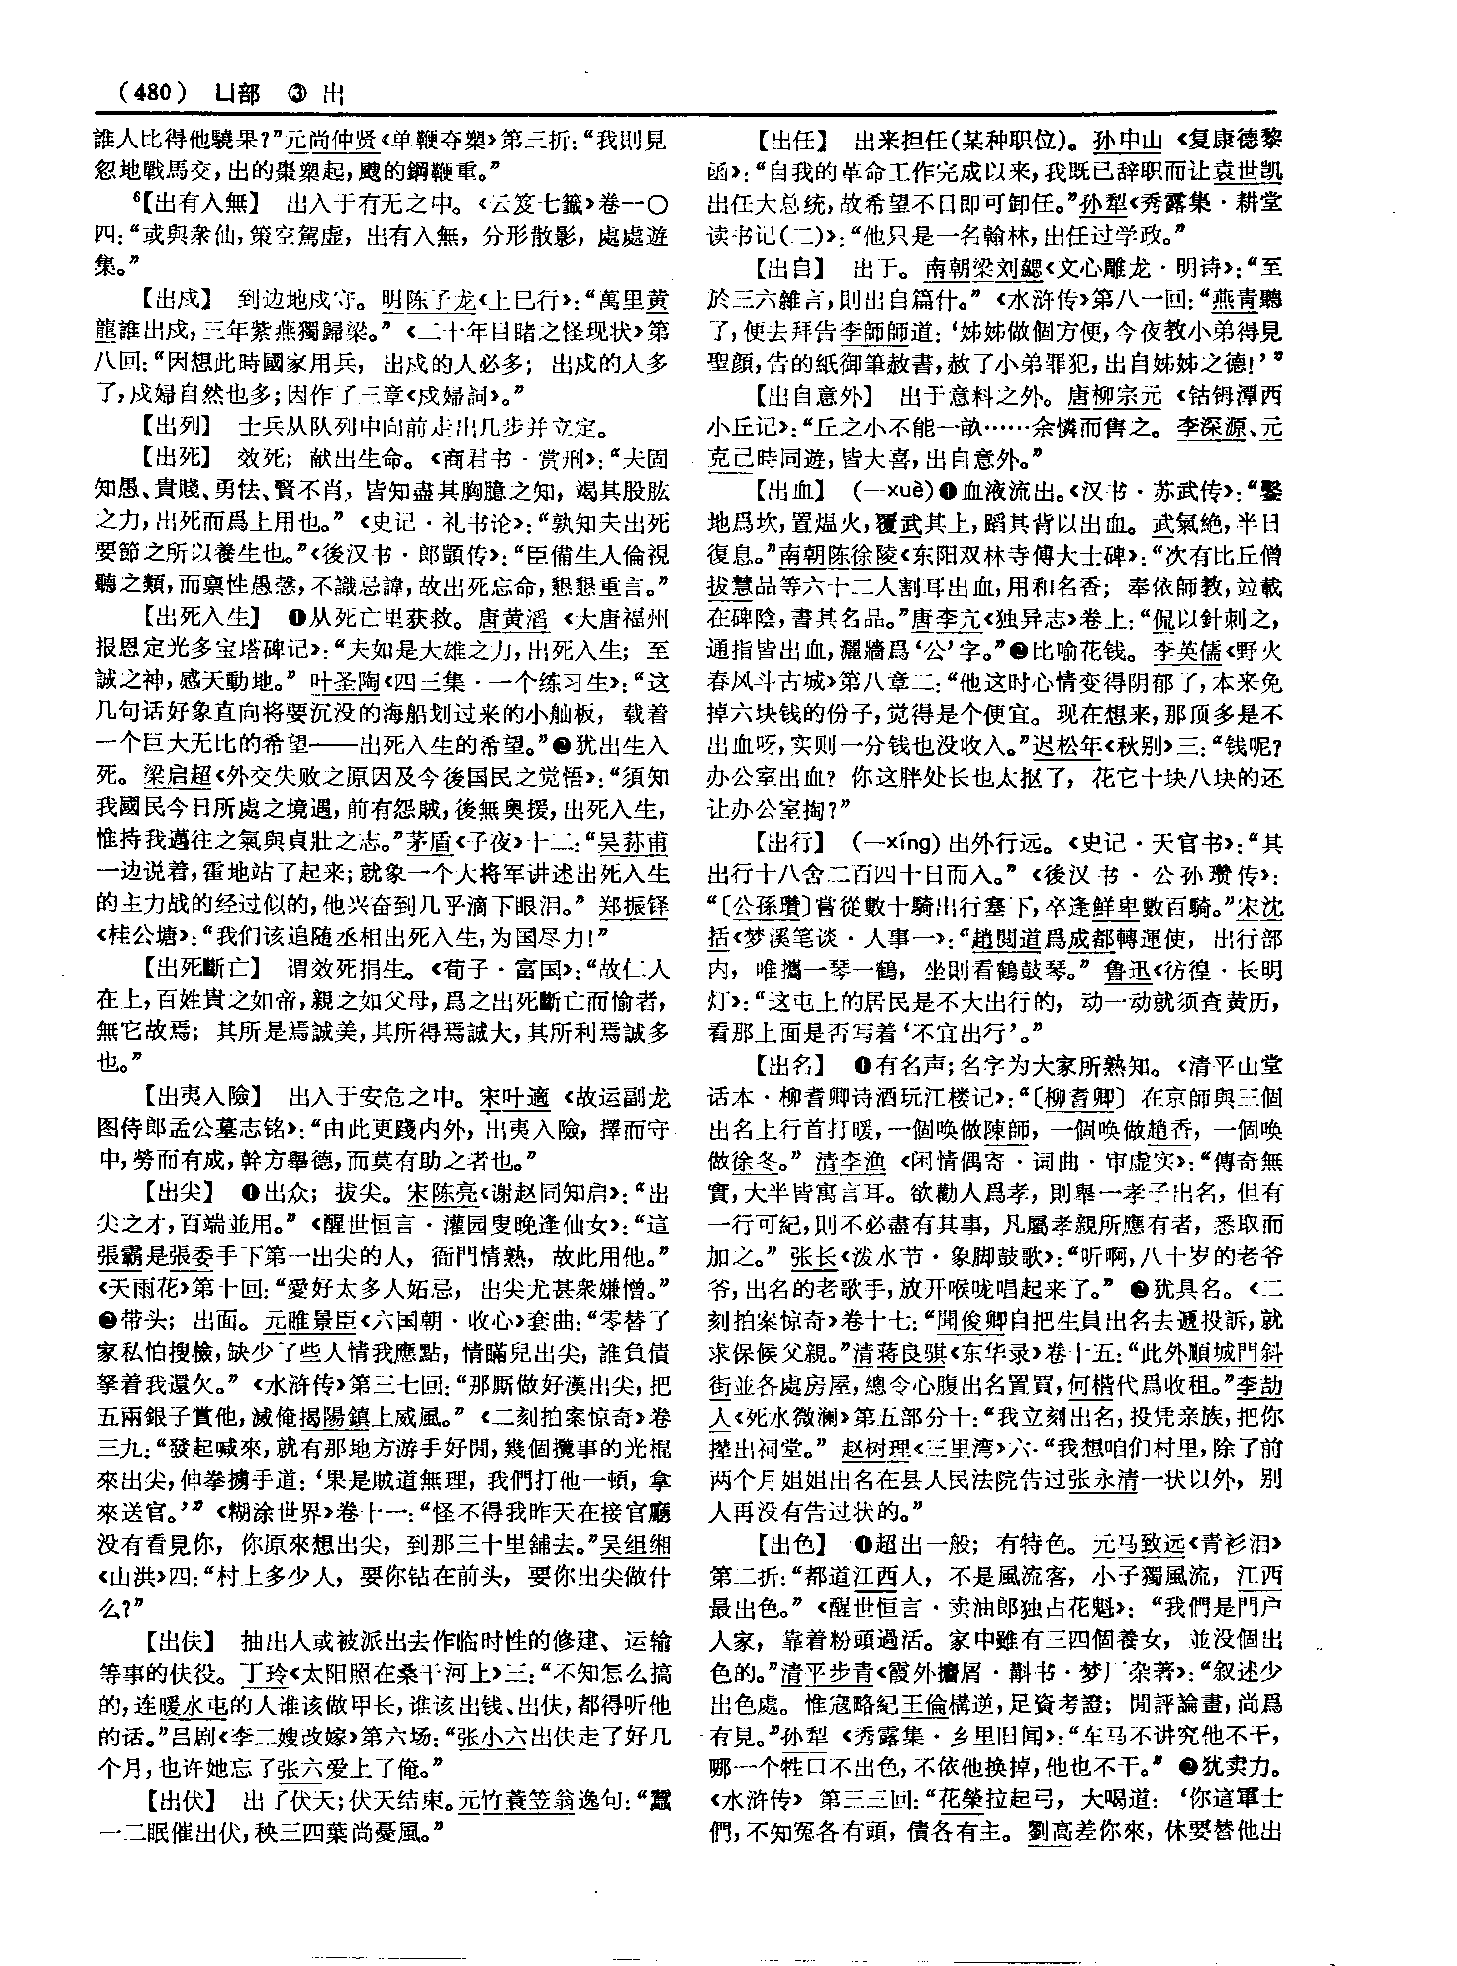 (480) 凵部 ③ 出
誰人比得他驍果？”元尚仲贤《单鞭夺槊》第三折：“我則見
忽地戰馬交，出的棗槊起，颼的鋼鞭重。”
⁶【出有入無】 出入于有无之中。《云笈七籤》卷一〇
四：“或與衆仙，策空駕虛，出有入無，分形散影，處處遊
集。”
【出戍】 到边地戍守。明陈子龙《上巳行》：“萬里黄
龍誰出戍，三年紫燕獨歸梁。”《二十年目睹之怪现状》第
八回：“因想此時國家用兵，出戍的人必多；出戍的人多
了，戍婦自然也多；因作了三章《戍婦詞》。”
【出列】 士兵从队列中向前走出几步并立定。
【出死】 效死；献出生命。《商君书·赏刑》：“夫固
知愚、貴賤、勇怯、賢不肖，皆知盡其胸臆之知，竭其股肱
之力，出死而爲上用也。”《史记·礼书论》：“孰知夫出死
要節之所以養生也。”《後汉书·郎顗传》：“臣備生人倫視
聽之類，而禀性愚慤，不識忌諱，故出死忘命，懇懇重言。”
【出死入生】 ❶从死亡里获救。唐黄滔《大唐福州
报恩定光多宝塔碑记》：“夫如是大雄之力，出死入生；至
誠之神，感天動地。”叶圣陶《四三集·一个练习生》：“这
几句话好象直向将要沉没的海船划过来的小舢板，载着
一个巨大无比的希望——出死入生的希望。”❷犹出生入
死。梁启超《外交失败之原因及今後国民之觉悟》：“須知
我國民今日所處之境遇，前有怨賊，後無奥援，出死入生，
惟持我邁往之氣與貞壯之志。”茅盾《子夜》十二：“吴荪甫
一边说着，霍地站了起来；就象一个大将军讲述出死入生
的主力战的经过似的，他兴奋到几乎滴下眼泪。”郑振铎
《桂公塘》：“我们该追随丞相出死入生，为国尽力！”
【出死斷亡】 谓效死捐生。《荀子·富国》：“故仁人
在上，百姓貴之如帝，親之如父母，爲之出死斷亡而愉者，
無它故焉；其所是焉誠美，其所得焉誠大，其所利焉誠多
也。”
【出夷入險】 出入于安危之中。宋叶適《故运副龙
图侍郎孟公墓志铭》：“由此更踐内外，出夷入險，擇而守
中，勞而有成，幹方舉德，而莫有助之者也。”
【出尖】 ❶出众；拔尖。宋陈亮《谢赵同知启》：“出
尖之才，百端並用。”《醒世恒言·灌园叟晚逢仙女》：“這
張霸是張委手下第一出尖的人，衙門情熟，故此用他。”
《天雨花》第十回：“愛好太多人妬忌，出尖尤甚衆嫌憎。”
❷带头；出面。元睢景臣《六国朝·收心》套曲：“零替了
家私怕搜檢，缺少了些人情我應點，情瞞兒出尖，誰負債
拏着我還欠。”《水浒传》第三七回：“那厮做好漢出尖，把
五兩銀子賞他，滅俺揭陽鎮上威風。”《二刻拍案惊奇》卷
三九：“發起喊來，就有那地方游手好閒，幾個攬事的光棍
來出尖，伸拳擄手道：‘果是賊道無理，我們打他一頓，拿
來送官。’”《糊涂世界》卷十一：“怪不得我昨天在接官廳
没有看見你，你原來想出尖，到那三十里舖去。”吴组缃
《山洪》四：“村上多少人，要你钻在前头，要你出尖做什
么？”
【出伕】 抽出人或被派出去作临时性的修建、运输
等事的伕役。丁玲《太阳照在桑干河上》三：“不知怎么搞
的，连暖水屯的人谁该做甲长，谁该出钱、出伕，都得听他
的话。”吕剧《李二嫂改嫁》第六场：“张小六出伕走了好几
个月，也许她忘了张六爱上了俺。”
【出伏】 出了伏天；伏天结束。元竹蓑笠翁逸句：“蠶
一二眠催出伏，秧三四葉尚憂風。”
【出任】 出来担任(某种职位)。孙中山《复康德黎
函》：“自我的革命工作完成以来，我既已辞职而让袁世凯
出任大总统，故希望不日即可卸任。”孙犁《秀露集·耕堂
读书记(二)》：“他只是一名翰林，出任过学政。”
【出自】 出于。南朝梁刘勰《文心雕龙·明诗》：“至
於三六雜言，則出自篇什。”《水浒传》第八一回：“燕青聽
了，便去拜告李師師道：‘姊姊做個方便，今夜教小弟得見
聖顔，告的紙御筆赦書，赦了小弟罪犯，出自姊姊之德！’”
【出自意外】 出于意料之外。唐柳宗元《钴鉧潭西
小丘记》：“丘之小不能一畝……余憐而售之。李深源、元
克己時同遊，皆大喜，出自意外。”
【出血】 (—xuè)❶血液流出。《汉书·苏武传》：“鑿
地爲坎，置煴火，覆武其上，蹈其背以出血。武氣絶，半日
復息。”南朝陈徐陵《东阳双林寺傅大士碑》：“次有比丘僧
拔慧品等六十二人割耳出血，用和名香；奉依師教，竝載
在碑陰，書其名品。”唐李亢《独异志》卷上：“侃以針刺之，
通指皆出血，灑牆爲‘公’字。”❷比喻花钱。李英儒《野火
春风斗古城》第八章二：“他这时心情变得阴郁了，本来免
掉六块钱的份子，觉得是个便宜。现在想来，那顶多是不
出血呀，实则一分钱也没收入。”迟松年《秋别》三：“钱呢？
办公室出血？你这胖处长也太抠了，花它十块八块的还
让办公室掏？”
【出行】 (—xíng)出外行远。《史记·天官书》：“其
出行十八舍二百四十日而入。”《後汉书·公孙瓒传》：
“〔公孫瓚〕嘗從數十騎出行塞下，卒逢鮮卑數百騎。”宋沈
括《梦溪笔谈·人事一》：“趙閲道爲成都轉運使，出行部
内，唯攜一琴一鶴，坐則看鶴鼓琴。”鲁迅《彷徨·长明
灯》：“这屯上的居民是不大出行的，动一动就须查黄历，
看那上面是否写着‘不宜出行’。”
【出名】 ❶有名声；名字为大家所熟知。《清平山堂
话本·柳耆卿诗酒玩江楼记》：“〔柳耆卿〕在京師與三個
出名上行首打暖，一個唤做陳師，一個唤做趙香，一個唤
做徐冬。”清李渔《闲情偶寄·词曲·审虚实》：“傳奇無
實，大半皆寓言耳。欲勸人爲孝，則舉一孝子出名，但有
一行可紀，則不必盡有其事，凡屬孝親所應有者，悉取而
加之。”张长《泼水节·象脚鼓歌》：“听啊，八十岁的老爷
爷，出名的老歌手，放开喉咙唱起来了。”❷犹具名。《二
刻拍案惊奇》卷十七：“聞俊卿自把生員出名去遞投訴，就
求保候父親。”清蒋良骐《东华录》卷十五：“此外順城門斜
街並各處房屋，總令心腹出名置買，何楷代爲收租。”李劼
人《死水微澜》第五部分十：“我立刻出名，投凭亲族，把你
撵出祠堂。”赵树理《三里湾》六：“我想咱们村里，除了前
两个月姐姐出名在县人民法院告过张永清一状以外，别
人再没有告过状的。”
【出色】 ❶超出一般；有特色。元马致远《青衫泪》
第二折：“都道江西人，不是風流客，小子獨風流，江西
最出色。”《醒世恒言·卖油郎独占花魁》：“我們是門户
人家，靠着粉頭過活。家中雖有三四個養女，並没個出
色的。”清平步青《霞外攟屑·斠书·梦厂杂著》：“叙述少
出色處。惟寇略紀王倫構逆，足資考證；閒評論畫，尚爲
有見。”孙犁《秀露集·乡里旧闻》：“车马不讲究他不干，
哪一个牲口不出色，不依他换掉，他也不干。”❷犹卖力。
《水浒传》第三三回：“花榮拉起弓，大喝道：‘你這軍士
們，不知冤各有頭，債各有主。劉高差你來，休要替他出